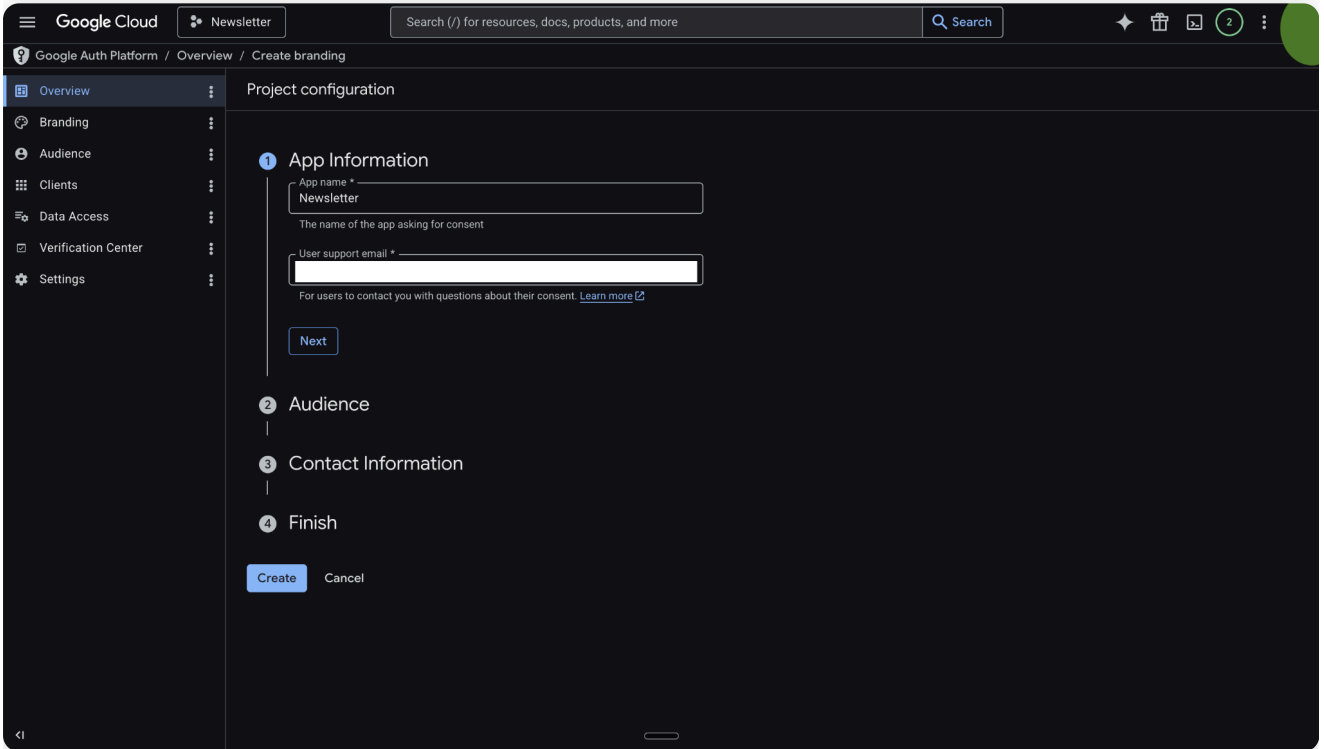 Google Cloud
Newsletter
Search (/) for resources, docs, products, and more
Search
2
Google Auth Platform / Overview / Create branding
Overview
Branding
Audience
Clients
Data Access
Verification Center
Settings
Project configuration
1 App Information
App name *
Newsletter
The name of the app asking for consent
User support email *
For users to contact you with questions about their consent. Learn more
Next
2 Audience
3 Contact Information
4 Finish
Create Cancel